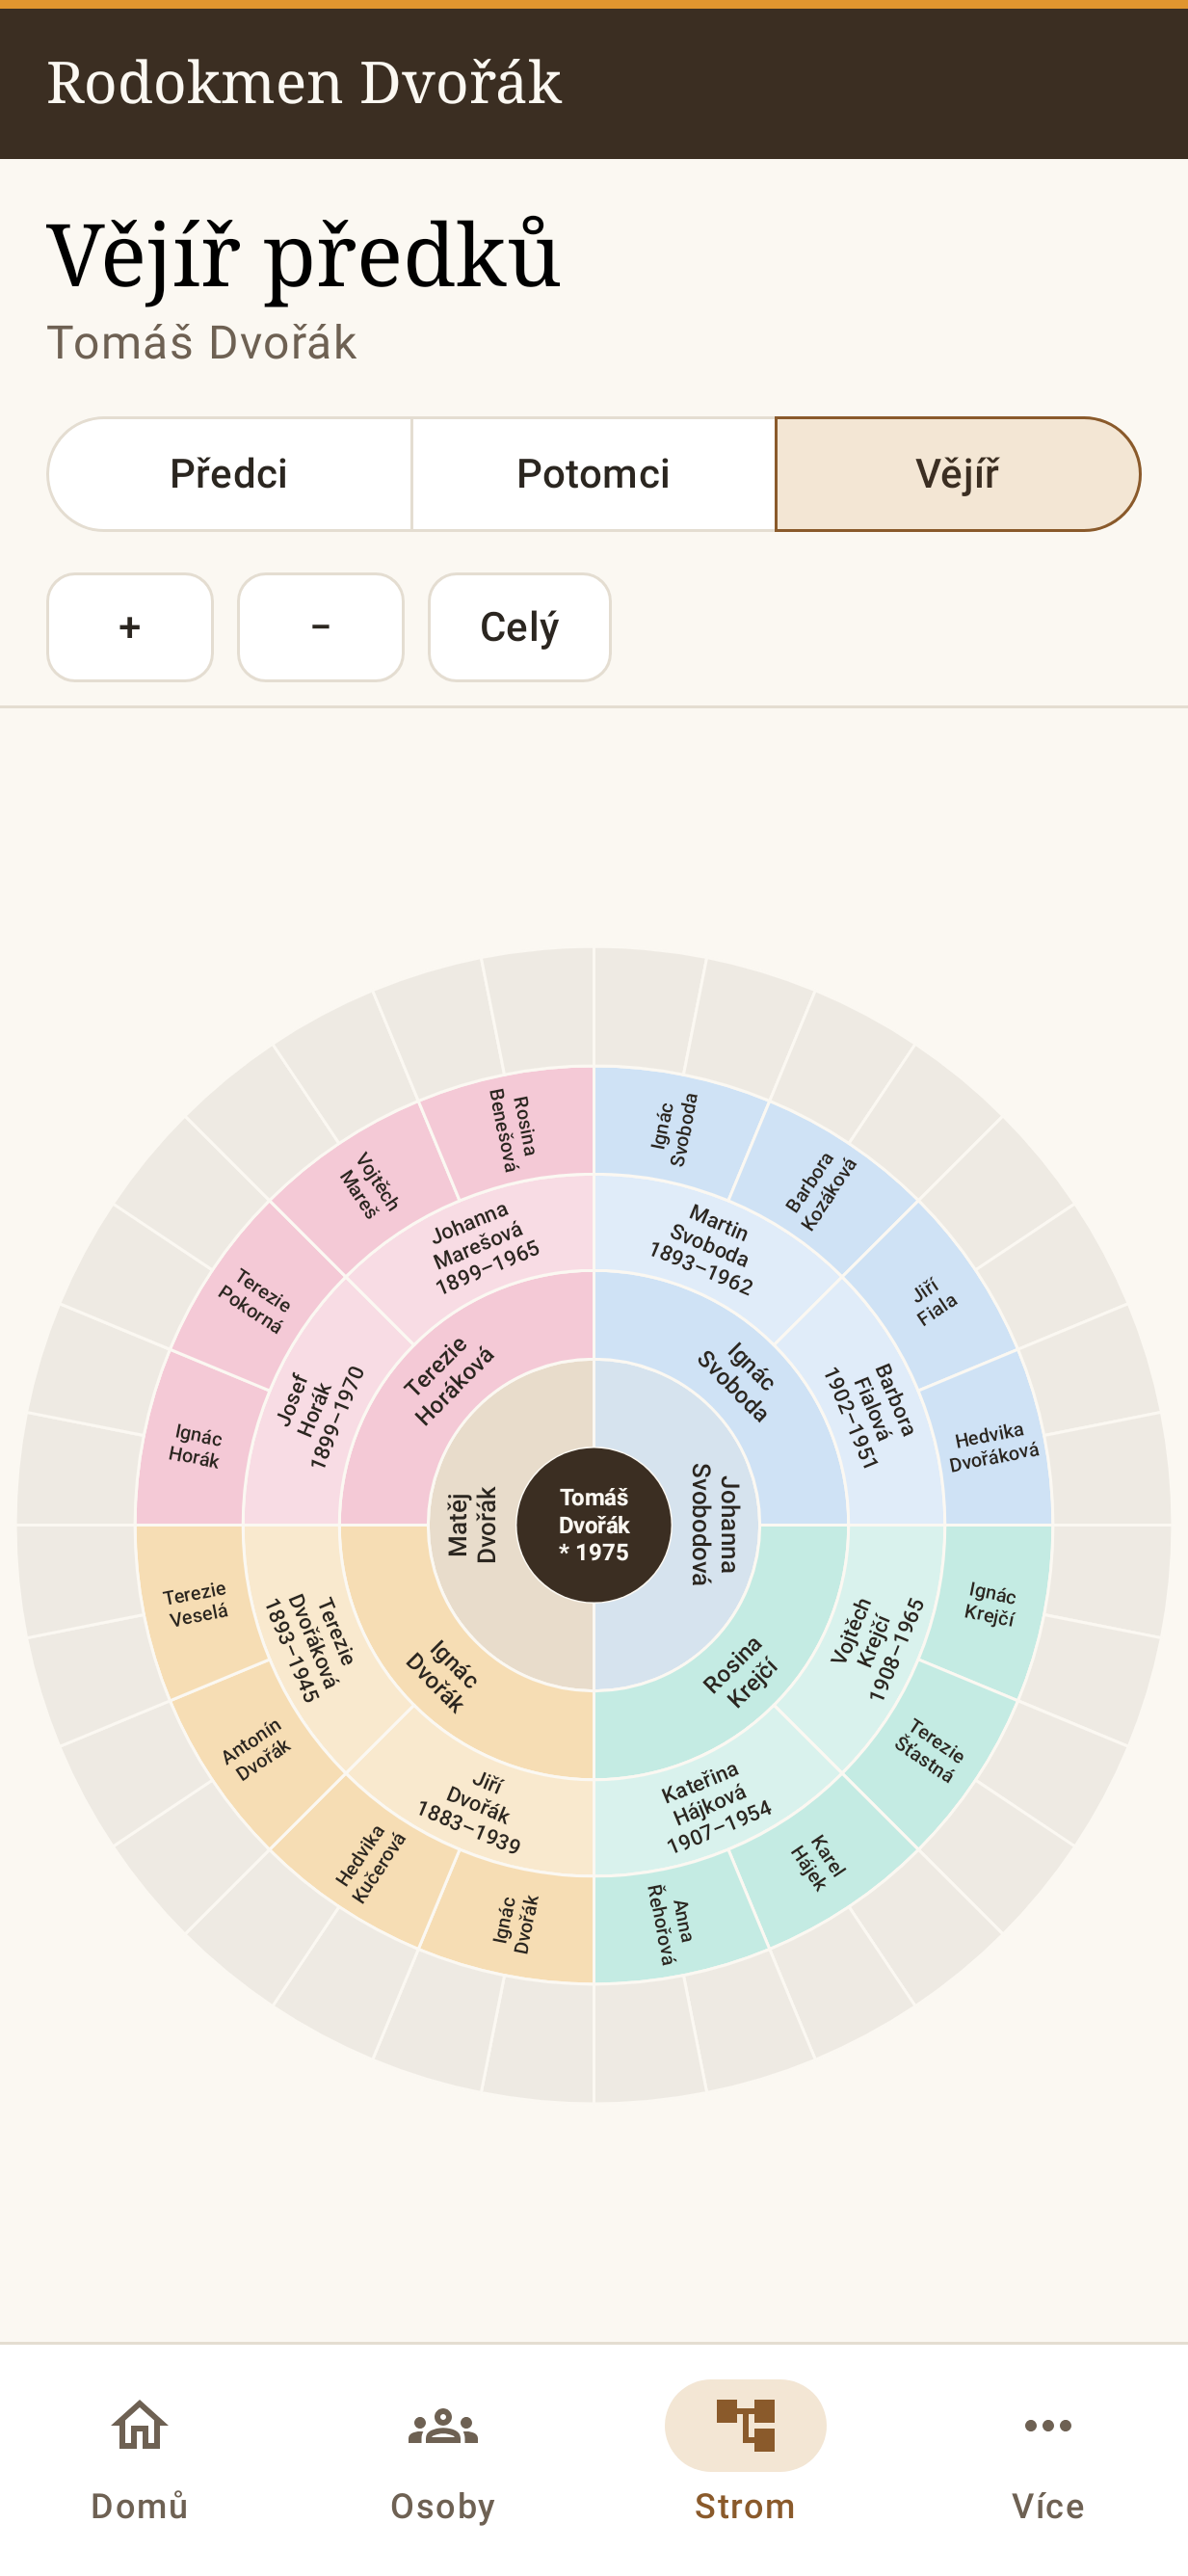 Rodokmen Dvořák
Vějíř předků
Tomáš Dvořák
Předci
Potomci
Vějíř
+
−
Celý
Rosina
Benešová
Ignác
Svoboda
Vojtěch
Mareš
Barbora
Kozáková
Johanna
Marešová
1899–1965
Martin
Svoboda
1893–1962
Terezie
Pokorná
Jiří
Fiala
Terezie
Horáková
Ignác
Svoboda
Josef
Horák
1899–1970
Barbora
Fialová
1902–1951
Ignác
Horák
Hedvika
Dvořáková
Matěj
Dvořák
Tomáš
Dvořák
* 1975
Johanna
Svobodová
Terezie
Veselá
Ignác
Krejčí
Terezie
Dvořáková
1893–1945
Vojtěch
Krejčí
1908–1965
Ignác
Dvořák
Rosina
Krejčí
Antonín
Dvořák
Terezie
Šťastná
Jiří
Dvořák
1883–1939
Kateřina
Hájková
1907–1954
Hedvika
Kučerová
Karel
Hájek
Ignác
Dvořák
Anna
Řehořová
Domů
Osoby
Strom
Více